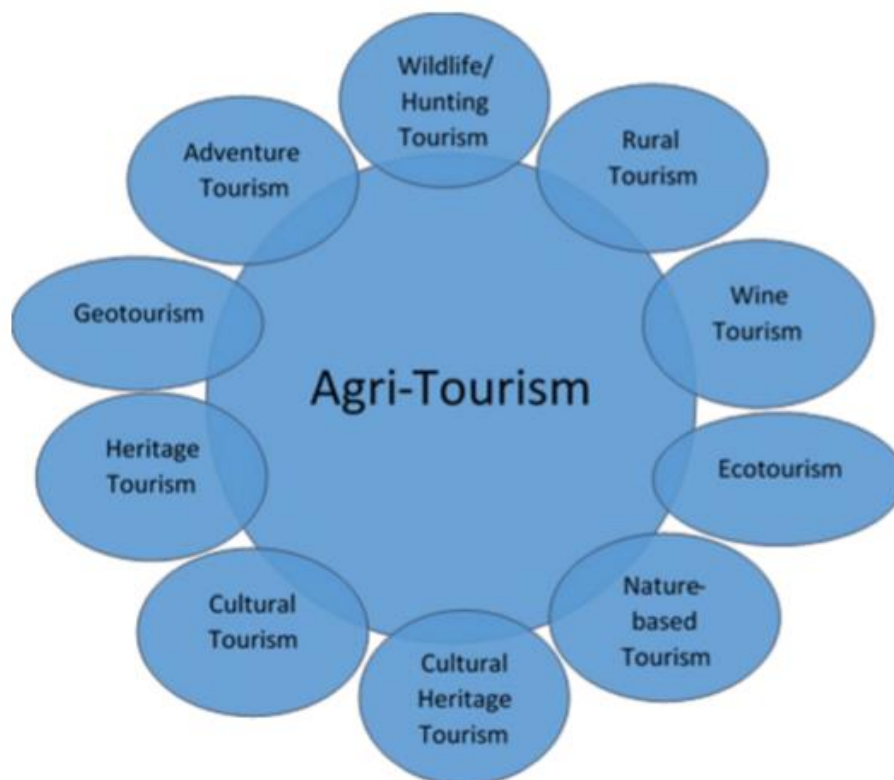 Wildlife/
Hunting
Tourism
Rural
Tourism
Wine
Tourism
Ecotourism
Nature-
based
Tourism
Cultural
Heritage
Tourism
Cultural
Tourism
Heritage
Tourism
Geotourism
Adventure
Tourism
Agri-Tourism